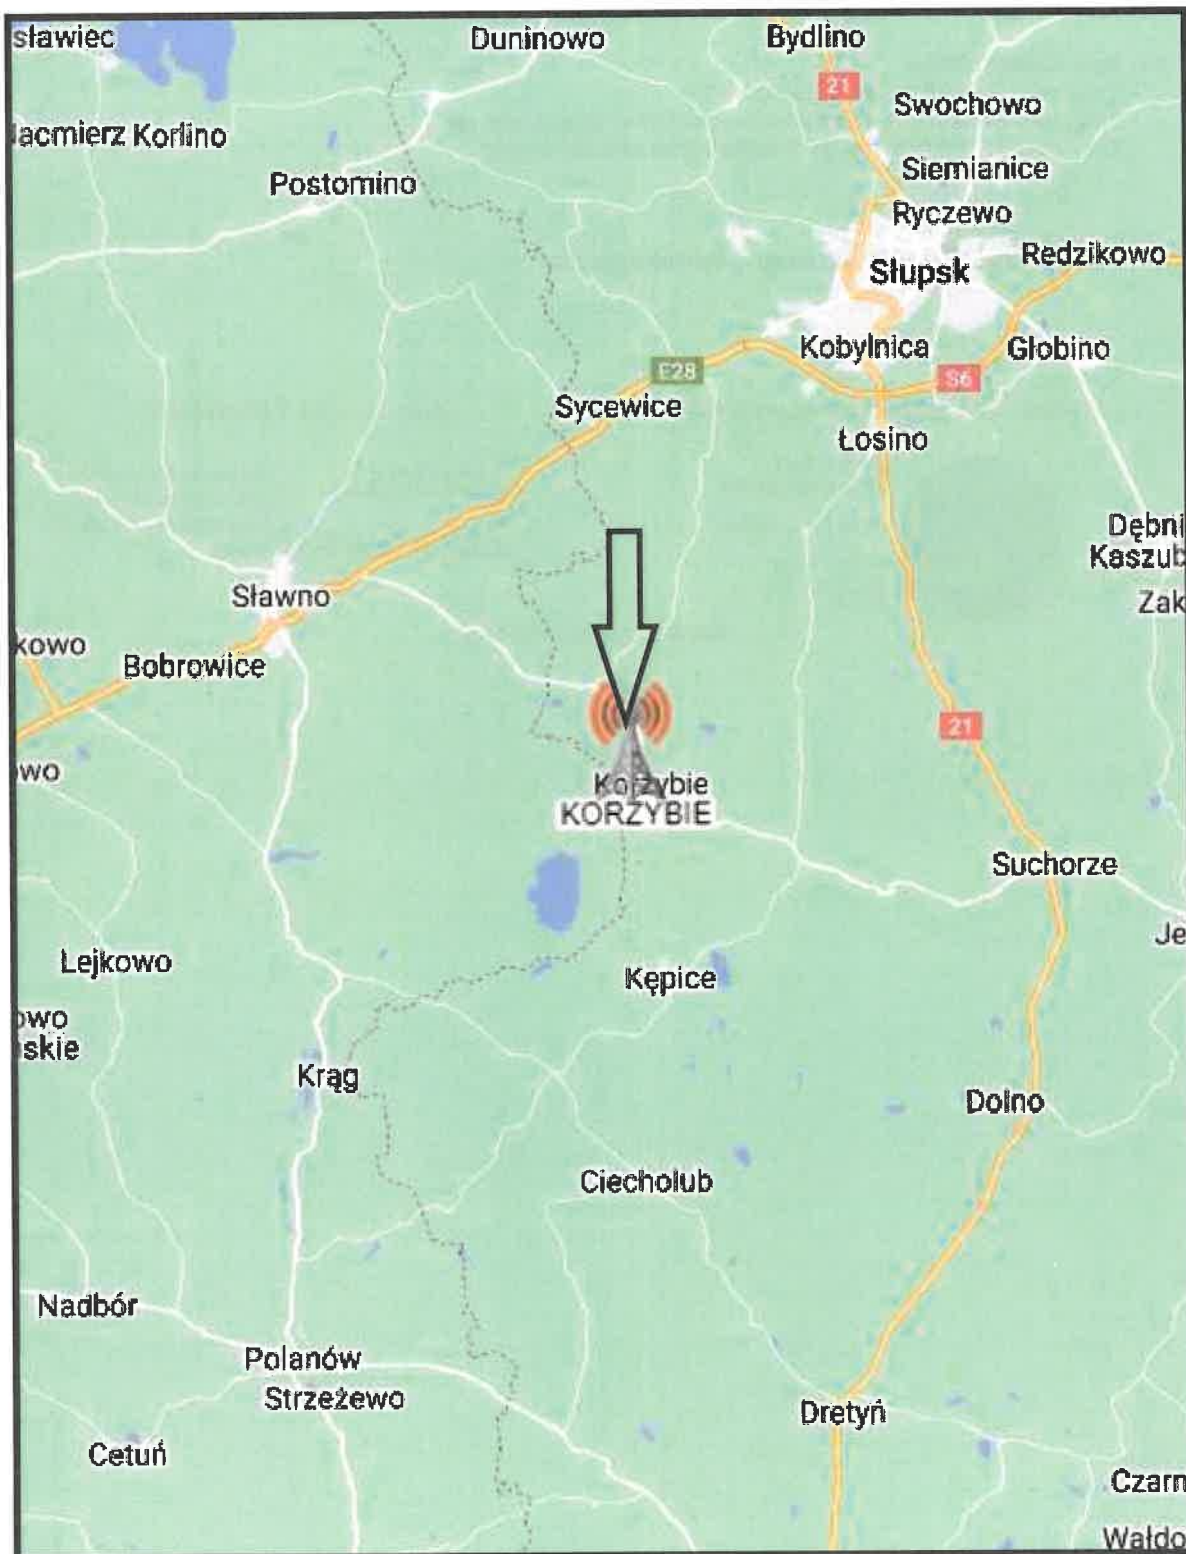 sławiec
Duninowo
Bydlino
21
Swochowo
acmierz Korlino
Siemianice
Postomino
Ryczewo
Redzikowo
Słupsk
Kobylnica
Głobino
E28
S6
Sycewice
Łosino
Dębni
Kaszub
Sławno
Zak
kowo
Bobrowice
21
owo
Korzybie
KORZYBIE
Suchorze
Je
Lejkowo
Kępice
owo
skie
Krąg
Dolno
Ciecholub
Nadbór
Polanów
Strzeżewo
Dretyń
Cetuń
Czarn
Wałdo